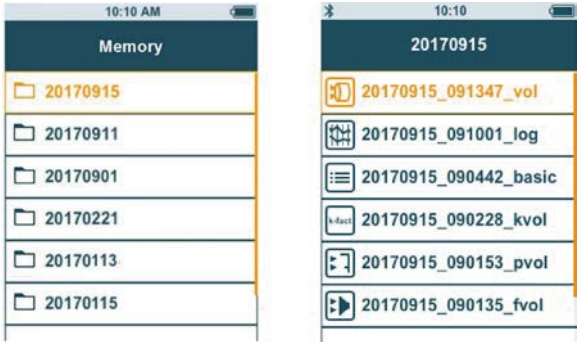 10:10 AM
Memory
20170915
20170911
20170901
20170221
20170113
20170115
10:10
20170915
20170915_091347_vol
20170915_091001_log
20170915_090442_basic
k-fact
20170915_090228_kvol
20170915_090153_pvol
20170915_090135_fvol